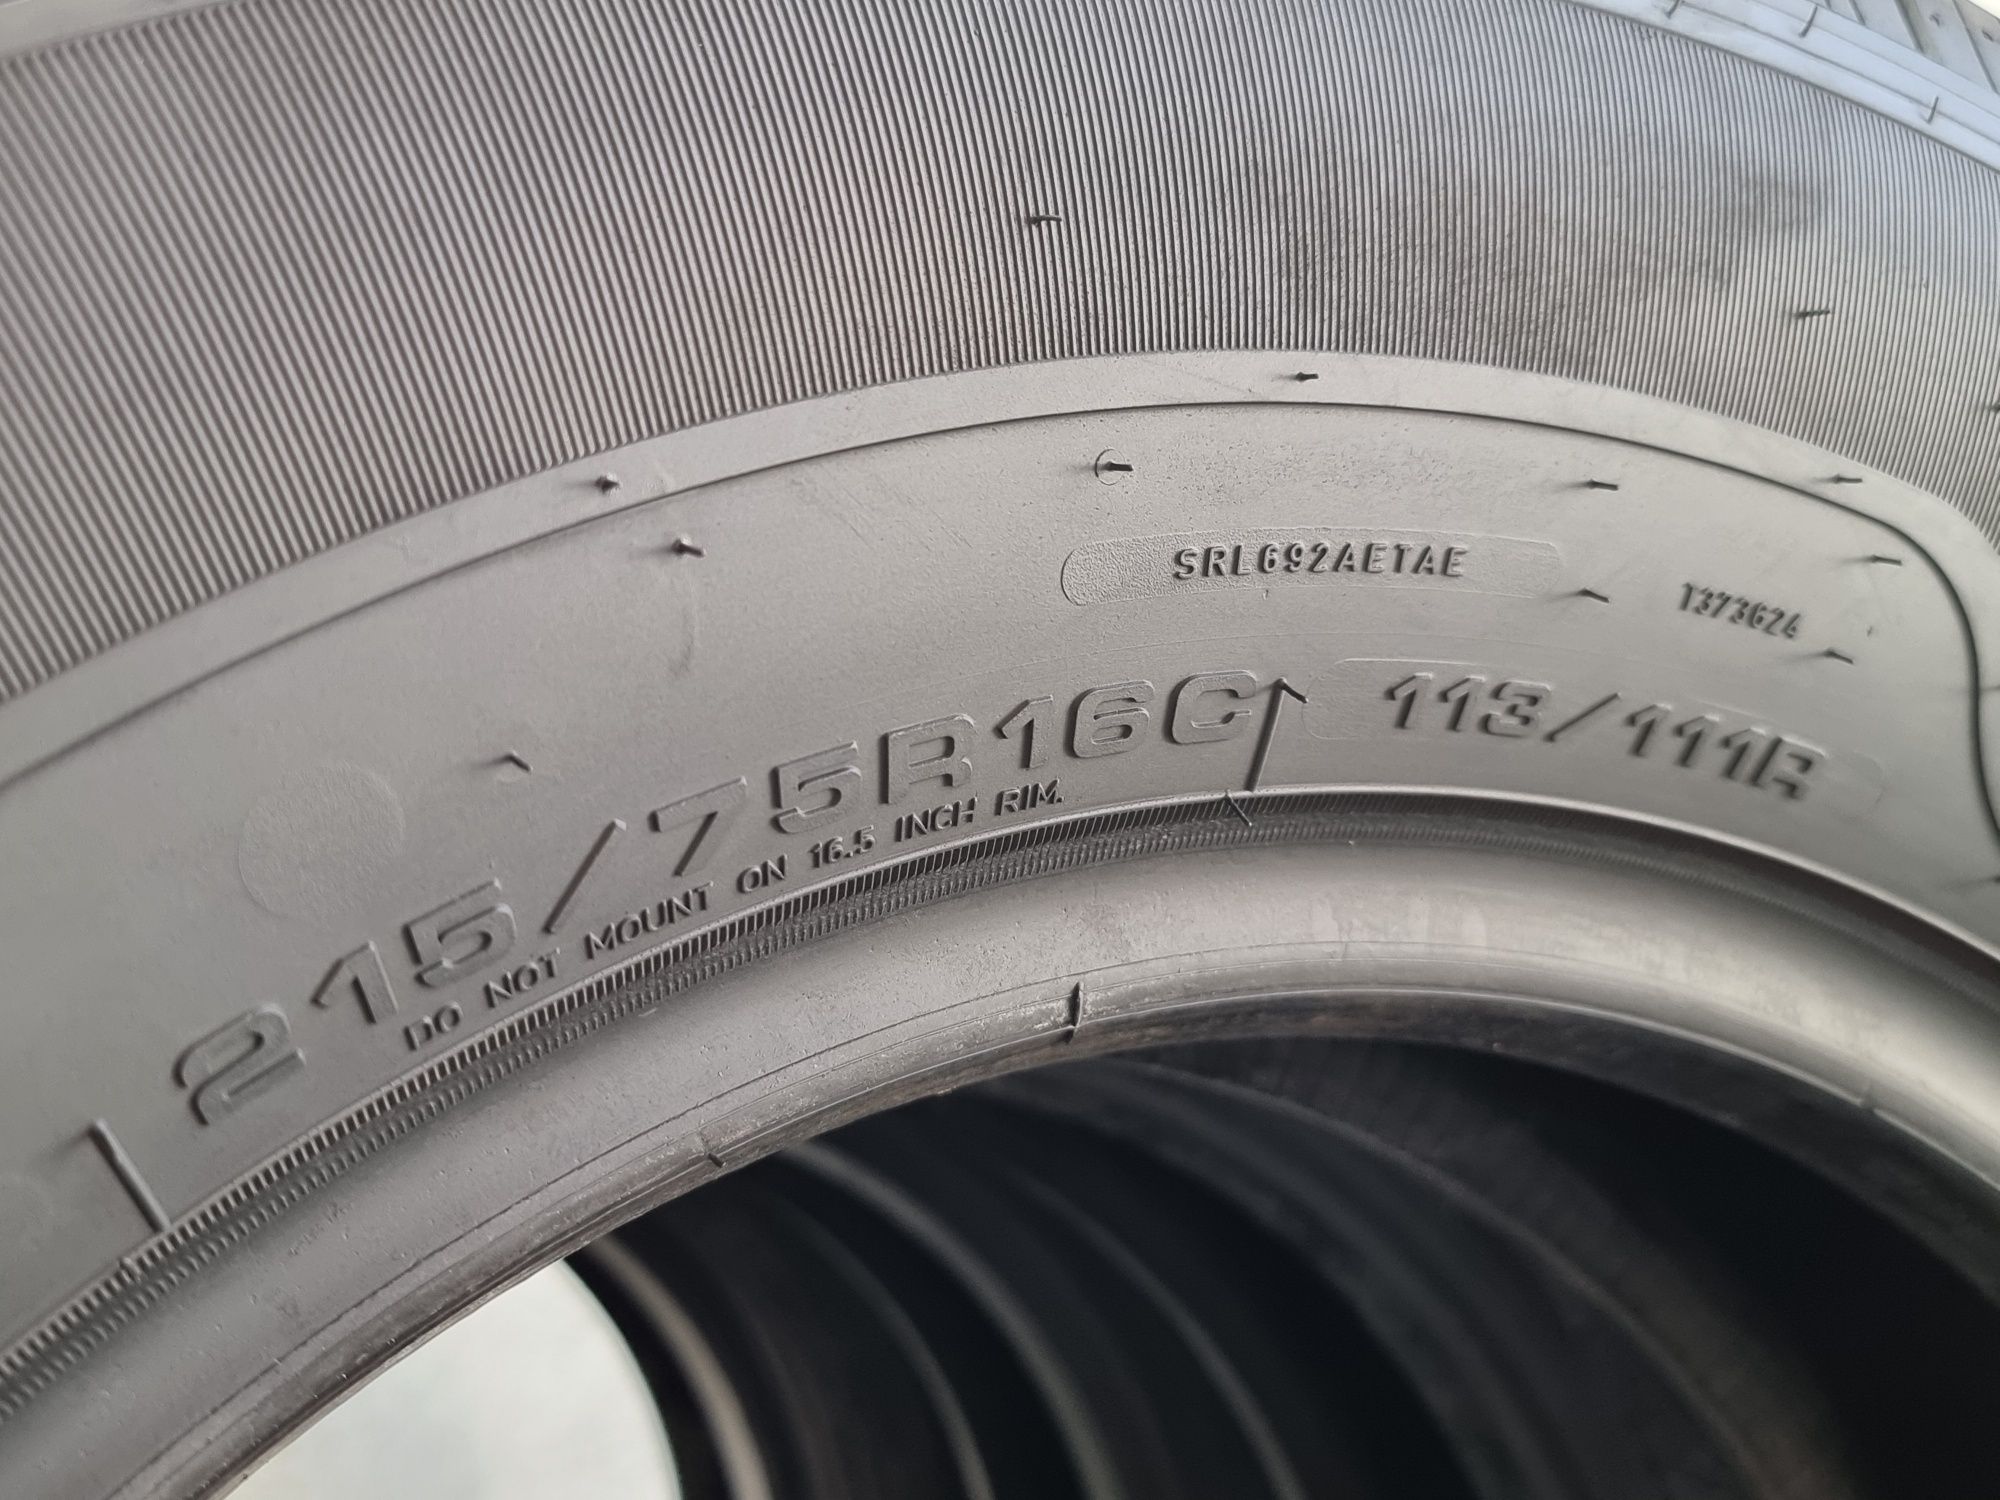 SRL692AETAE
T373624
215/75R16C 113/111R
DO NOT MOUNT ON 16.5 INCH RIM.